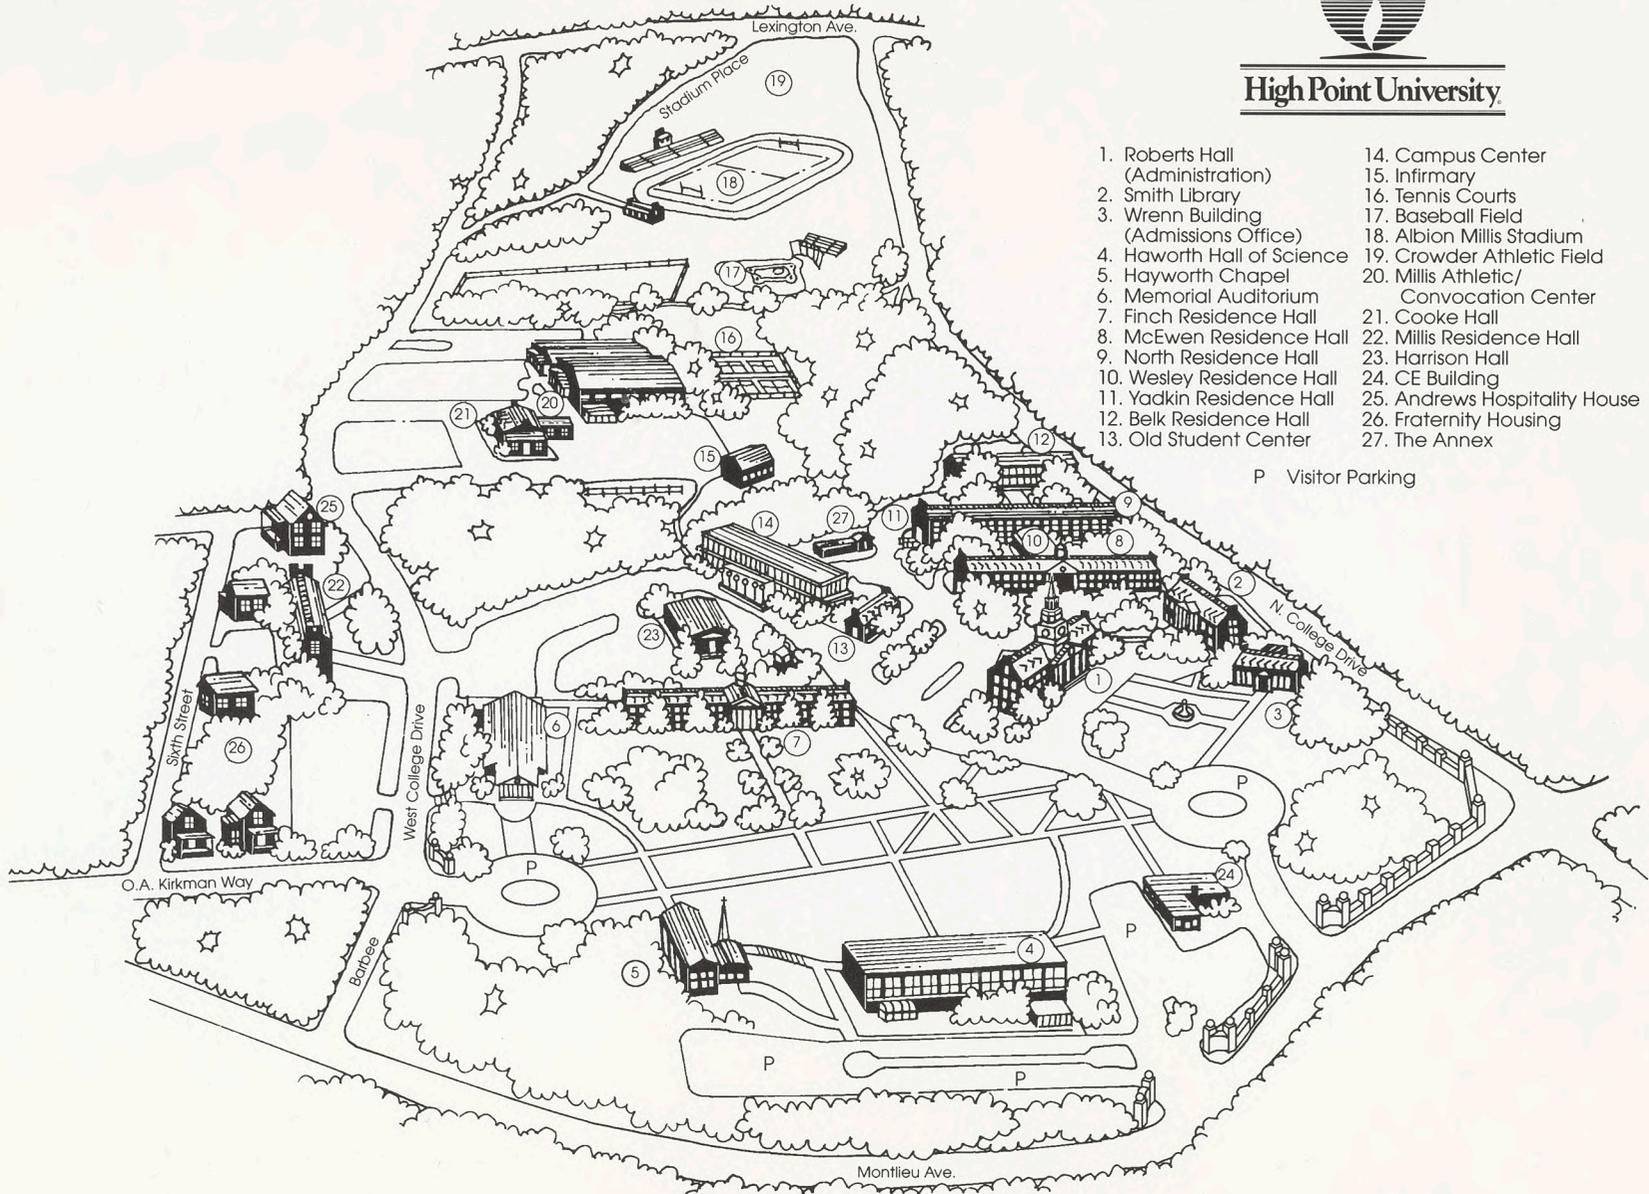 Lexington Ave.
Stadium Place
19
High Point University.
1. Roberts Hall
(Administration)
2. Smith Library
3. Wrenn Building
(Admissions Office)
4. Haworth Hall of Science
5. Hayworth Chapel
6. Memorial Auditorium
7. Finch Residence Hall
8. McEwen Residence Hall
9. North Residence Hall
10. Wesley Residence Hall
11. Yadkin Residence Hall
12. Belk Residence Hall
13. Old Student Center
14. Campus Center
15. Infirmary
16. Tennis Courts
17. Baseball Field
18. Albion Millis Stadium
19. Crowder Athletic Field
20. Millis Athletic/
Convocation Center
21. Cooke Hall
22. Millis Residence Hall
23. Harrison Hall
24. CE Building
25. Andrews Hospitality House
26. Fraternity Housing
27. The Annex
P Visitor Parking
18
17
16
20
21
12
15
25
9
14
27
11
10
8
22
2
N. College Drive
23
13
1
Sixth Street
West College Drive
6
3
26
7
P
O.A. Kirkman Way
P
24
Barbee
P
5
4
P
P
Montlieu Ave.